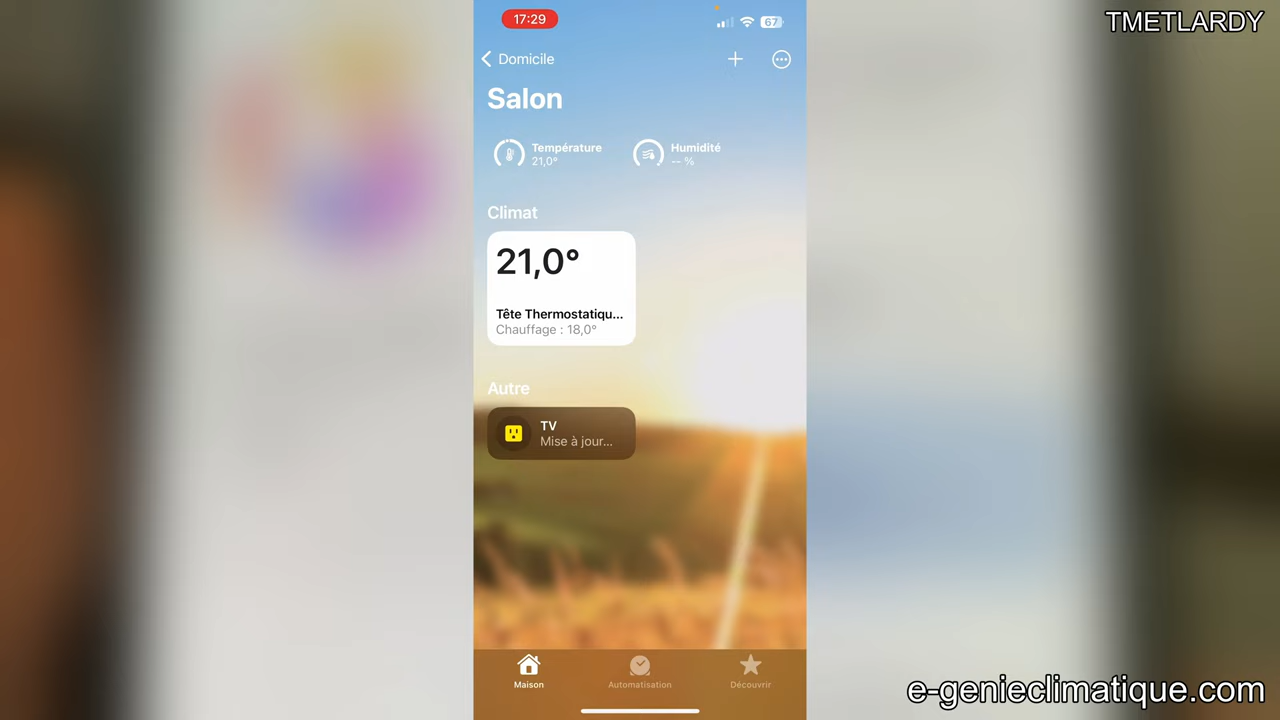 17:29
67
TMETLARDY
Domicile
Salon
Température
21,0°
Humidité
-- %
Climat
21,0°
Tête Thermostatiqu...
Chauffage : 18,0°
Autre
TV
Mise à jour...
Maison
Automatisation
Découvrir
e-genieclimatique.com